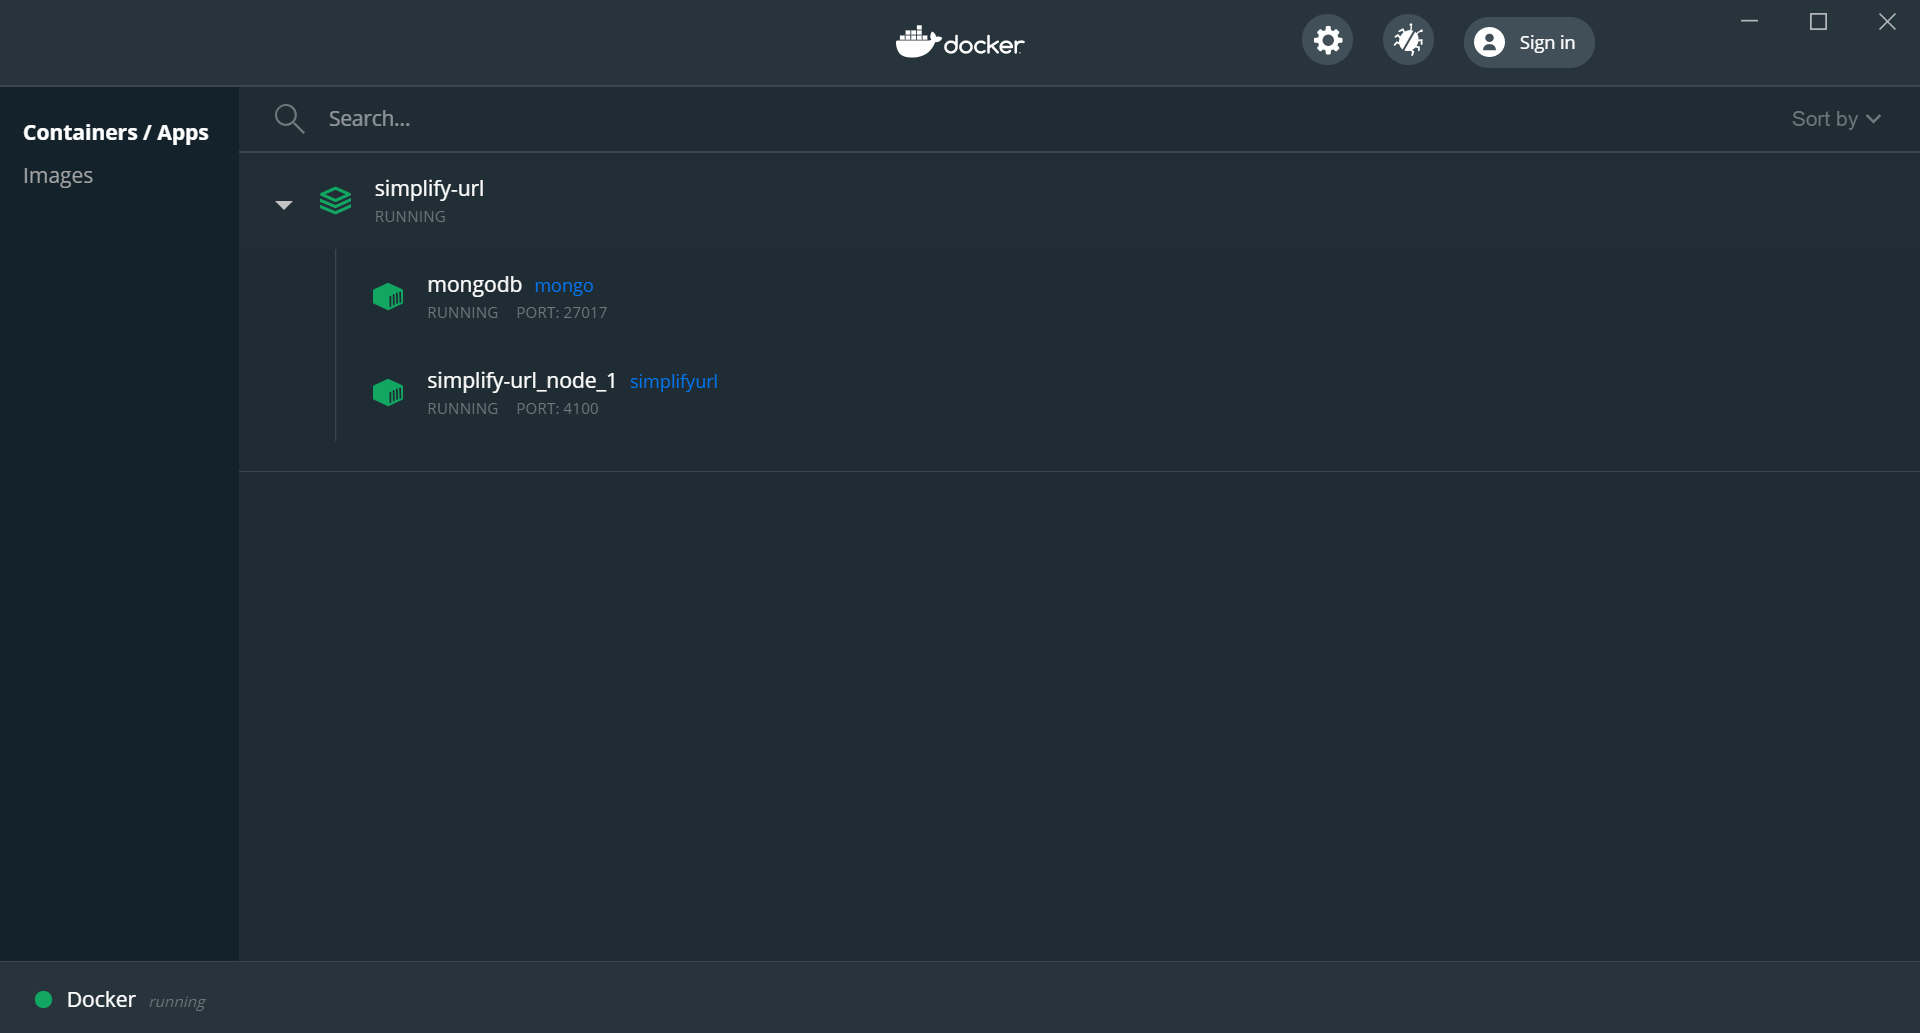 docker
Sign in
Containers / Apps
Images
Search...
Sort by
simplify-url
RUNNING
mongodb mongo
RUNNING PORT: 27017
simplify-url_node_1 simplifyurl
RUNNING PORT: 4100
Docker running